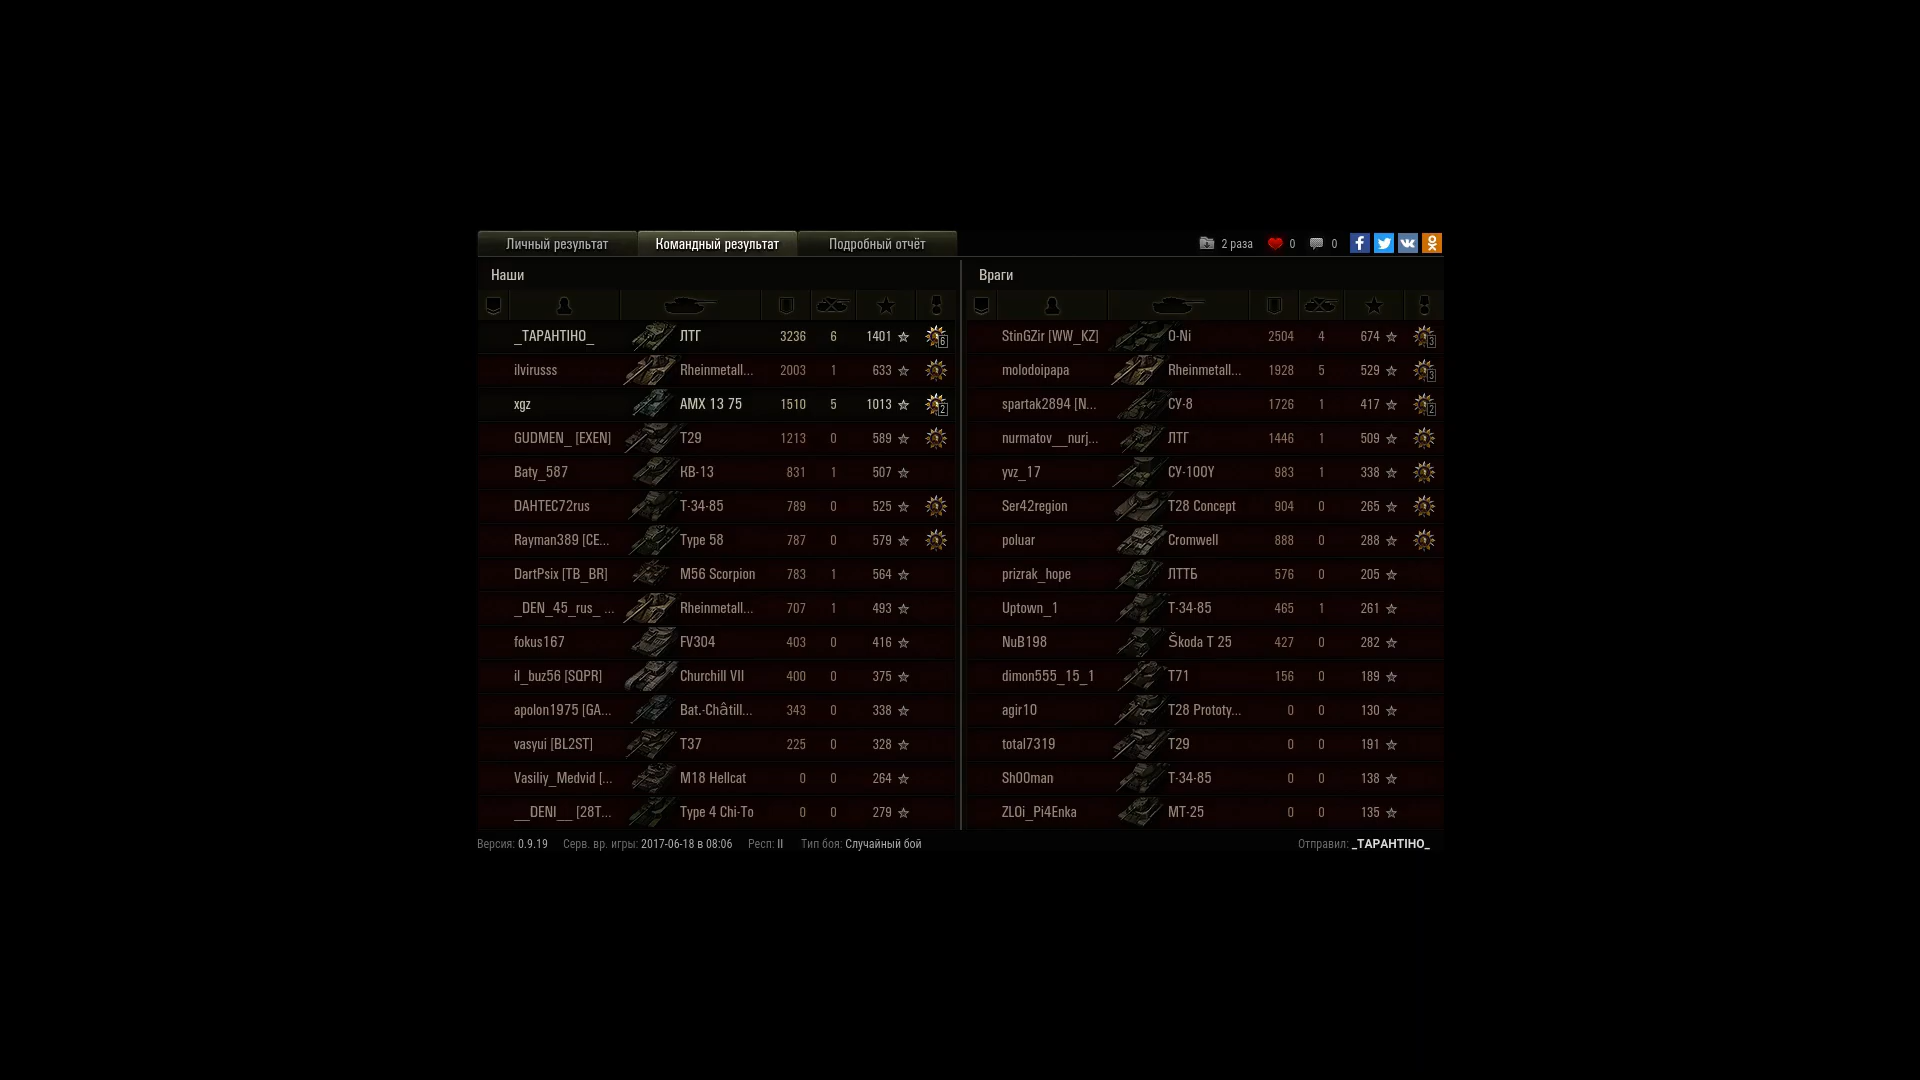 Личный результат Командный результат Подробный отчёт 2 раза 0 0
Наши Враги
_TAPAHTIHO_ ЛТГ 3236 6 1401 6
ilvirusss Rheinmetall... 2003 1 633
xgz AMX 13 75 1510 5 1013 2
GUDMEN_ [EXEN] T29 1213 0 589
Baty_587 КВ-13 831 1 507
DAHTEC72rus Т-34-85 789 0 525
Rayman389 [CE... Type 58 787 0 579
DartPsix [TB_BR] M56 Scorpion 783 1 564
_DEN_45_rus_ ... Rheinmetall... 707 1 493
fokus167 FV304 403 0 416
il_buz56 [SQPR] Churchill VII 400 0 375
apolon1975 [GA... Bat.-Châtill... 343 0 338
vasyui [BL2ST] T37 225 0 328
Vasiliy_Medvid [... M18 Hellcat 0 0 264
__DENI__ [28T... Type 4 Chi-To 0 0 279
StinGZir [WW_KZ] O-Ni 2504 4 674 3
molodoipapa Rheinmetall... 1928 5 529 3
spartak2894 [N... СУ-8 1726 1 417 2
nurmatov__nurj... ЛТГ 1446 1 509
yvz_17 СУ-100Y 983 1 338
Ser42region T28 Concept 904 0 265
poluar Cromwell 888 0 288
prizrak_hope ЛТТБ 576 0 205
Uptown_1 Т-34-85 465 1 261
NuB198 Škoda T 25 427 0 282
dimon555_15_1 T71 156 0 189
agir10 T28 Prototy... 0 0 130
total7319 T29 0 0 191
Sh00man Т-34-85 0 0 138
ZLOi_Pi4Enka МТ-25 0 0 135
Версия: 0.9.19 Серв. вр. игры: 2017-06-18 в 08:06 Респ: II Тип боя: Случайный бой Отправил: _TAPAHTIHO_